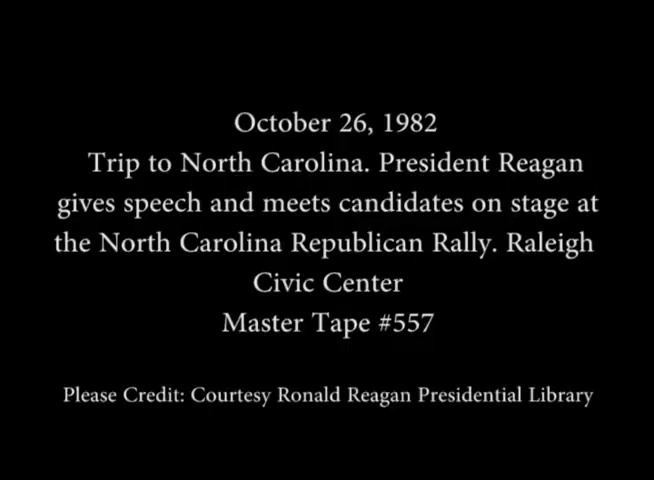 October 26, 1982
Trip to North Carolina. President Reagan
gives speech and meets candidates on stage at
the North Carolina Republican Rally. Raleigh
Civic Center
Master Tape #557
Please Credit: Courtesy Ronald Reagan Presidential Library